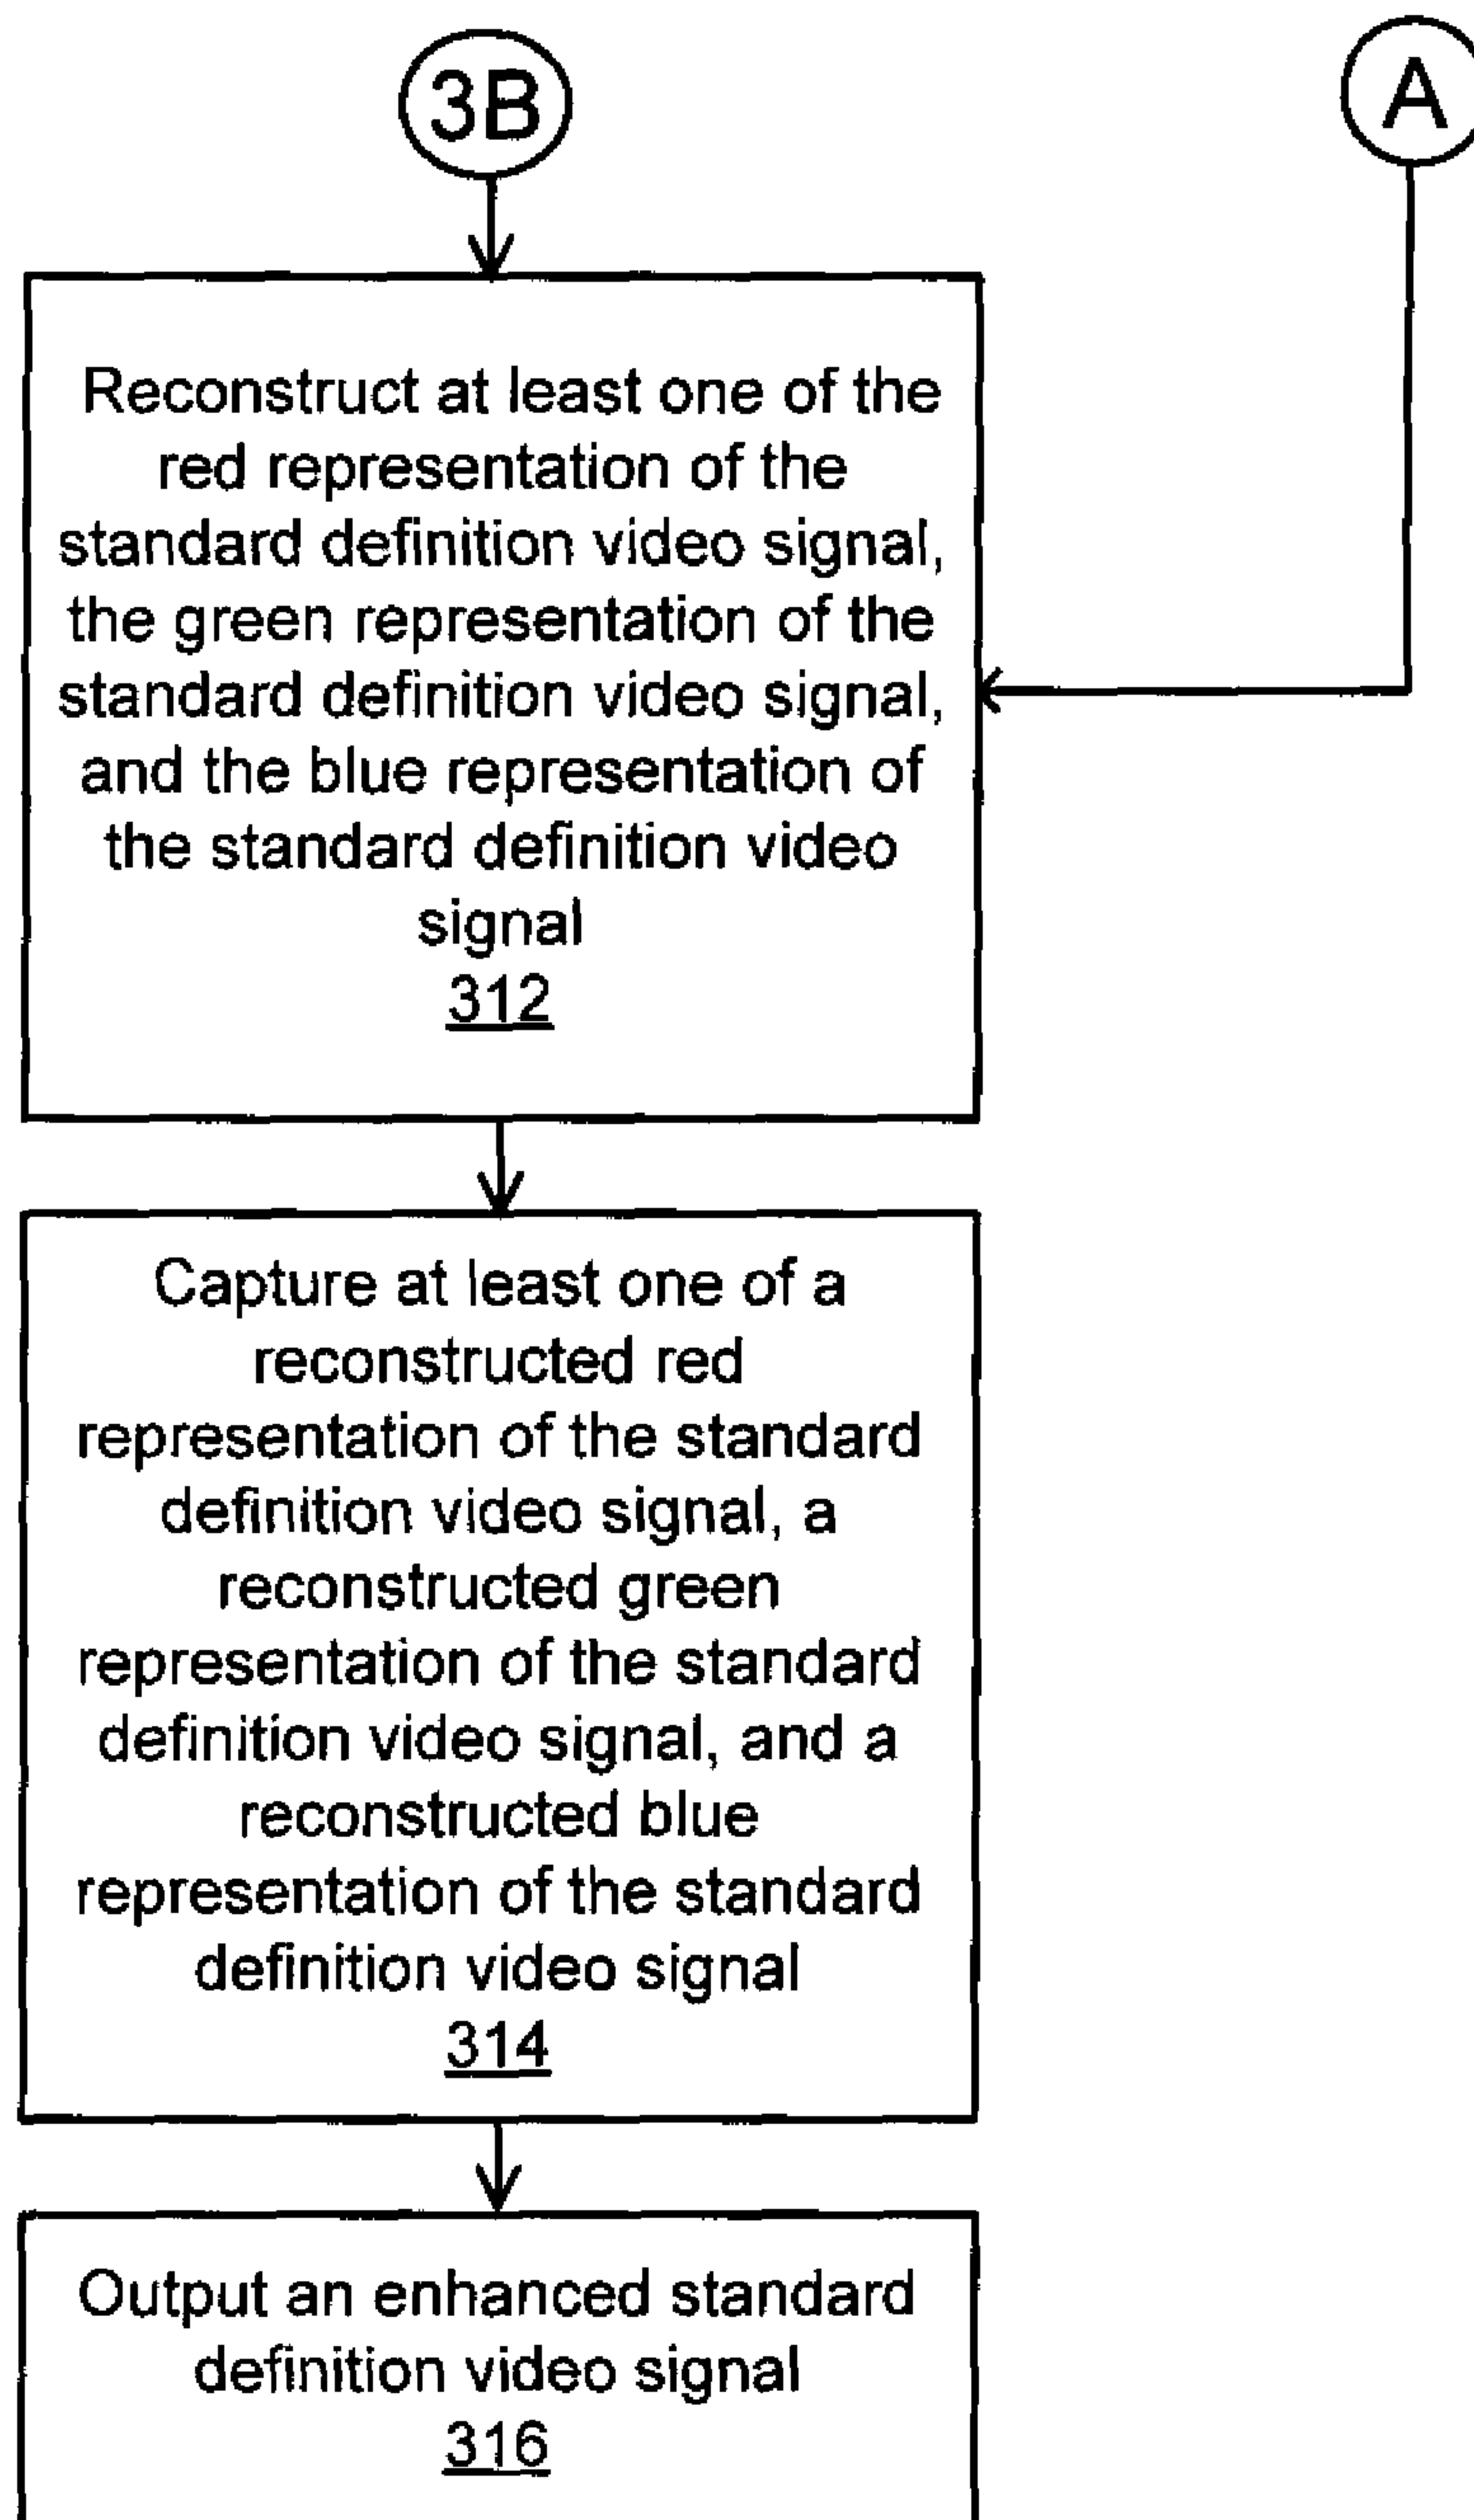 3B
A
Reconstruct at least one of the
red representation of the
standard definition video signal,
the green representation of the
standard definition video signal,
and the blue representation of
the standard definition video
signal
312
Capture at least one of a
reconstructed red
representation of the standard
definition video signal, a
reconstructed green
representation of the standard
definition video signal, and a
reconstructed blue
representation of the standard
definition video signal
314
Output an enhanced standard
definition video signal
316